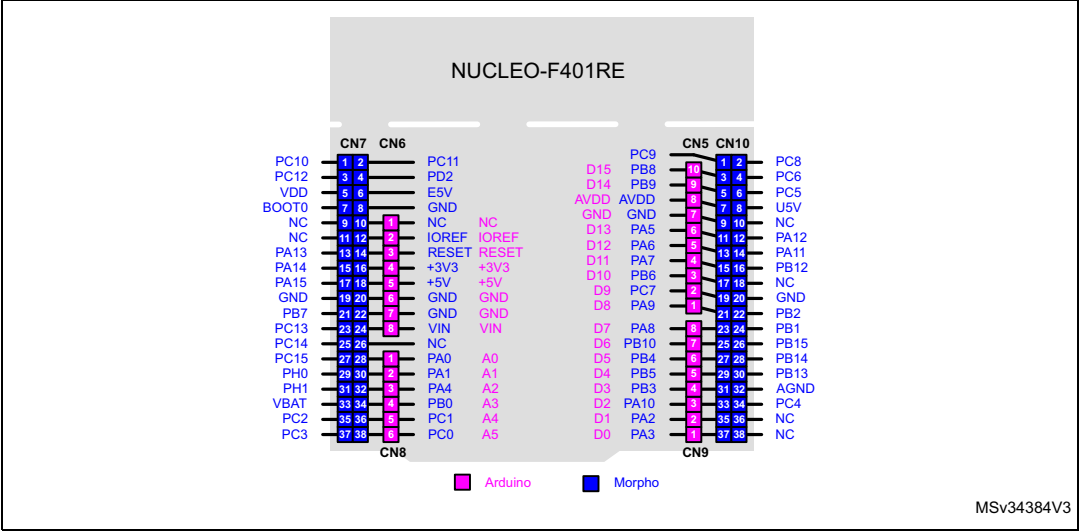 NUCLEO-F401RE
CN7 CN6 CN5 CN10
PC9
PC10 1 2 PC11 D15 PB8 10 1 2 PC8
PC12 3 4 PD2 D14 PB9 9 3 4 PC6
VDD 5 6 E5V AVDD AVDD 8 5 6 PC5
BOOT0 7 8 GND GND GND 7 7 8 U5V
NC 9 10 1 NC NC D13 PA5 6 9 10 NC
NC 11 12 2 IOREF IOREF D12 PA6 5 11 12 PA12
PA13 13 14 3 RESET RESET D11 PA7 4 13 14 PA11
PA14 15 16 4 +3V3 +3V3 D10 PB6 3 15 16 PB12
PA15 17 18 5 +5V +5V D9 PC7 2 17 18 NC
GND 19 20 6 GND GND D8 PA9 1 19 20 GND
PB7 21 22 7 GND GND 21 22 PB2
PC13 23 24 8 VIN VIN D7 PA8 8 23 24 PB1
PC14 25 26 NC D6 PB10 7 25 26 PB15
PC15 27 28 1 PA0 A0 D5 PB4 6 27 28 PB14
PH0 29 30 2 PA1 A1 D4 PB5 5 29 30 PB13
PH1 31 32 3 PA4 A2 D3 PB3 4 31 32 AGND
VBAT 33 34 4 PB0 A3 D2 PA10 3 33 34 PC4
PC2 35 36 5 PC1 A4 D1 PA2 2 35 36 NC
PC3 37 38 6 PC0 A5 D0 PA3 1 37 38 NC
CN8 CN9
Arduino Morpho
MSv34384V3